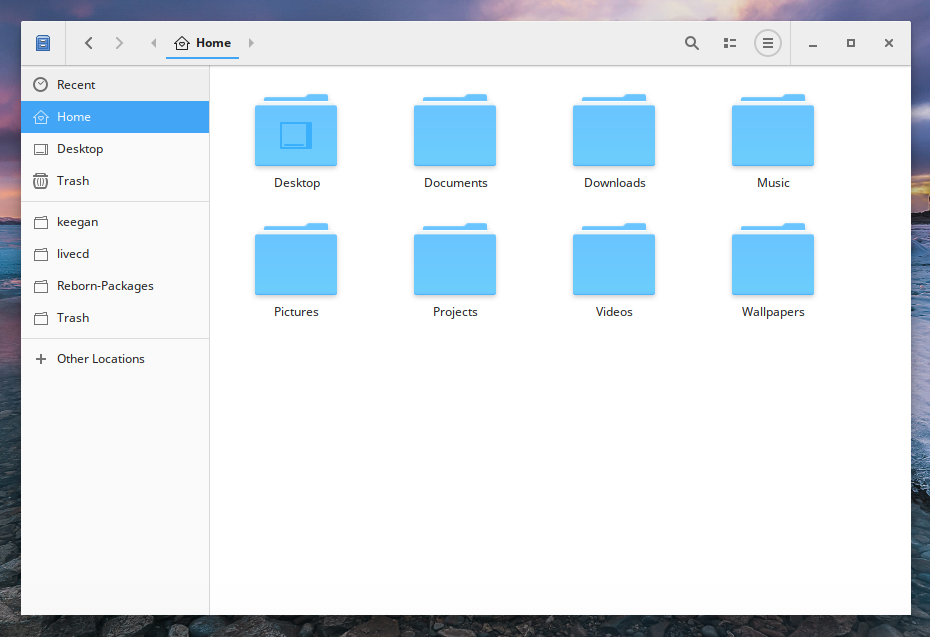 Home
Recent
Home
Desktop
Trash
keegan
livecd
Reborn-Packages
Trash
Other Locations
Desktop
Documents
Downloads
Music
Pictures
Projects
Videos
Wallpapers